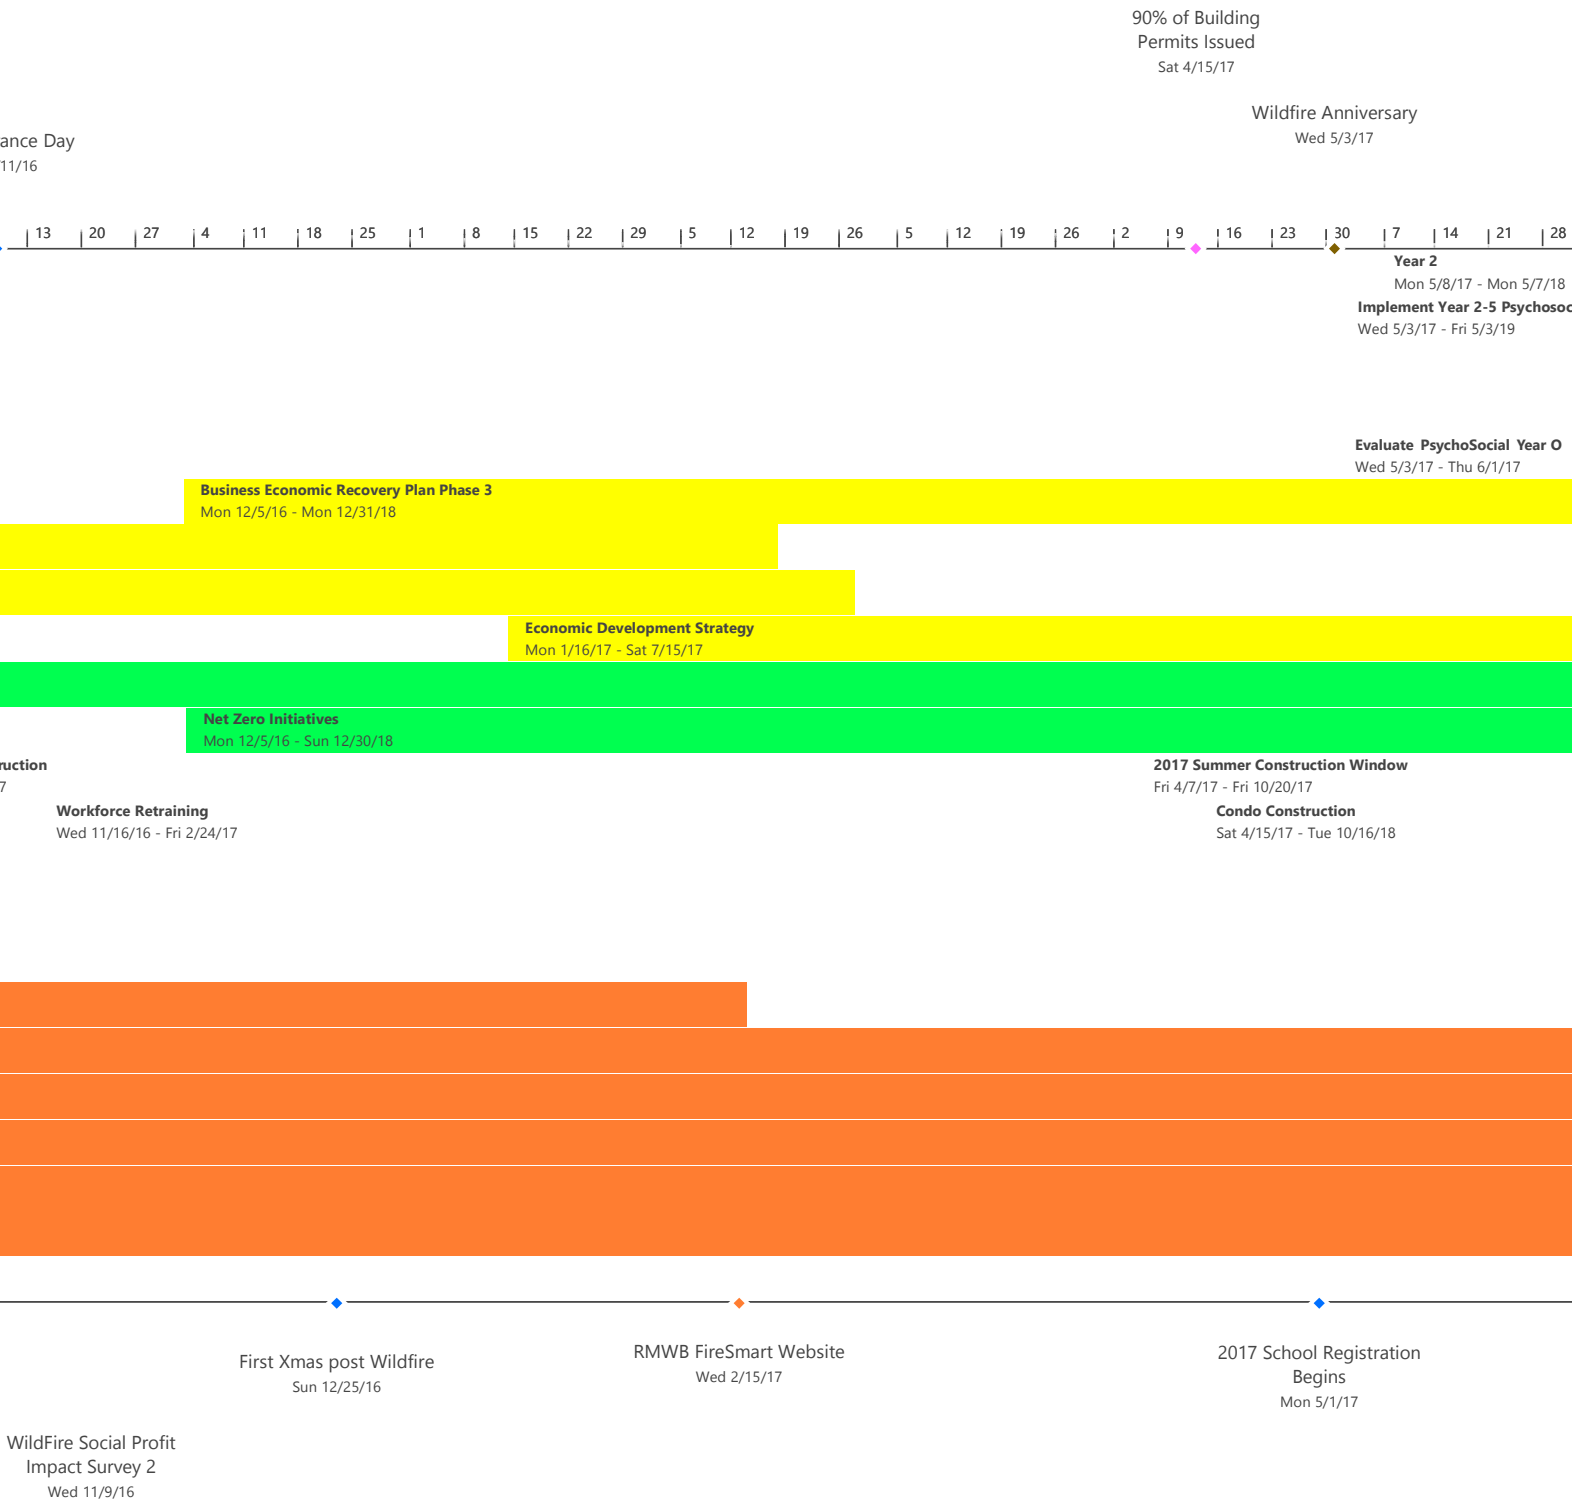 90% of Building
Permits Issued
Sat 4/15/17
Wildfire Anniversary
Wed 5/3/17
ance Day
11/16
13 20 27 4 11 18 25 1 8 15 22 29 5 12 19 26 5 12 19 26 2 9 16 23 30 7 14 21 28
Year 2
Mon 5/8/17 - Mon 5/7/18
Implement Year 2-5 Psychosoc
Wed 5/3/17 - Fri 5/3/19
Evaluate PsychoSocial Year O
Wed 5/3/17 - Thu 6/1/17
Business Economic Recovery Plan Phase 3
Mon 12/5/16 - Mon 12/31/18
Economic Development Strategy
Mon 1/16/17 - Sat 7/15/17
Net Zero Initiatives
Mon 12/5/16 - Sun 12/30/18
ruction
7
2017 Summer Construction Window
Fri 4/7/17 - Fri 10/20/17
Workforce Retraining
Wed 11/16/16 - Fri 2/24/17
Condo Construction
Sat 4/15/17 - Tue 10/16/18
First Xmas post Wildfire
Sun 12/25/16
RMWB FireSmart Website
Wed 2/15/17
2017 School Registration
Begins
Mon 5/1/17
WildFire Social Profit
Impact Survey 2
Wed 11/9/16